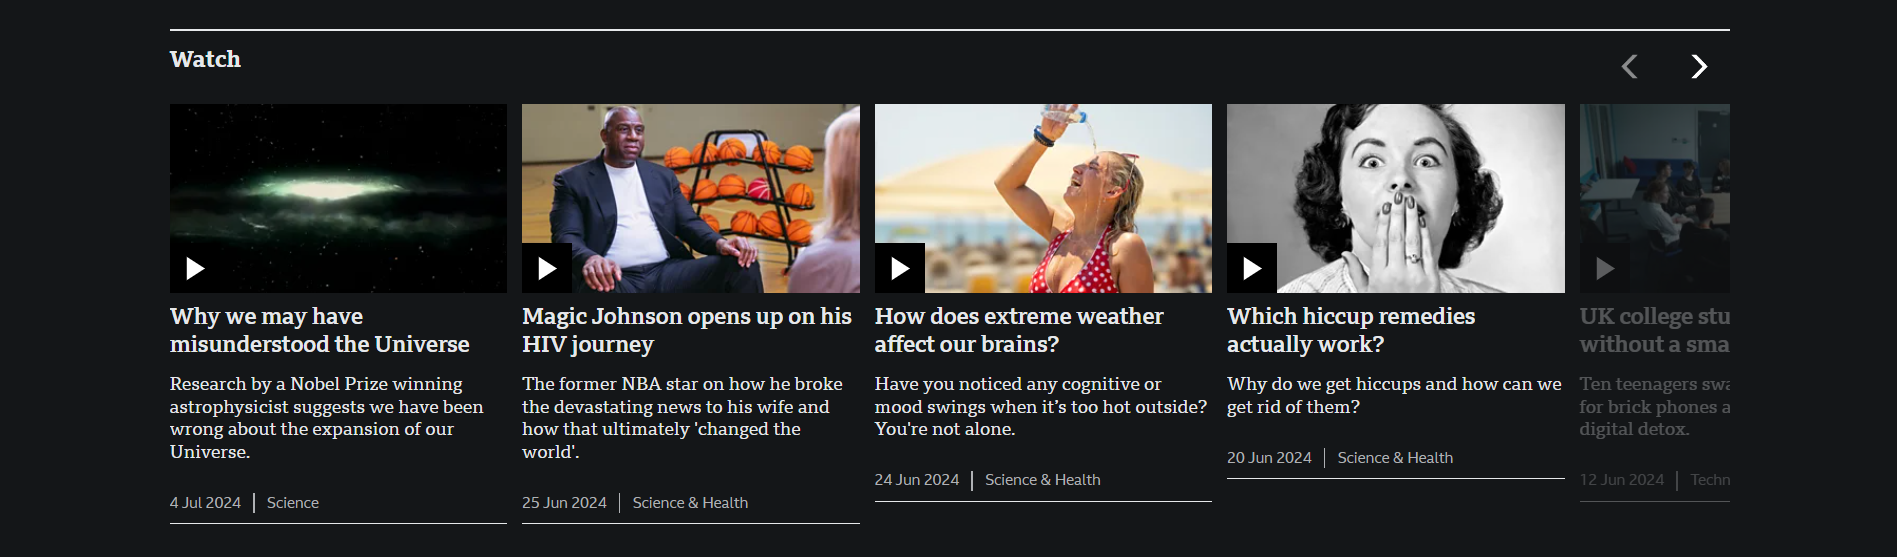 Watch
Why we may have
misunderstood the Universe
Research by a Nobel Prize winning
astrophysicist suggests we have been
wrong about the expansion of our
Universe.
4 Jul 2024 | Science
Magic Johnson opens up on his
HIV journey
The former NBA star on how he broke
the devastating news to his wife and
how that ultimately 'changed the
world'.
25 Jun 2024 | Science & Health
How does extreme weather
affect our brains?
Have you noticed any cognitive or
mood swings when it’s too hot outside?
You're not alone.
24 Jun 2024 | Science & Health
Which hiccup remedies
actually work?
Why do we get hiccups and how can we
get rid of them?
20 Jun 2024 | Science & Health
UK college stu
without a sma
Ten teenagers swa
for brick phones a
digital detox.
12 Jun 2024 | Techn